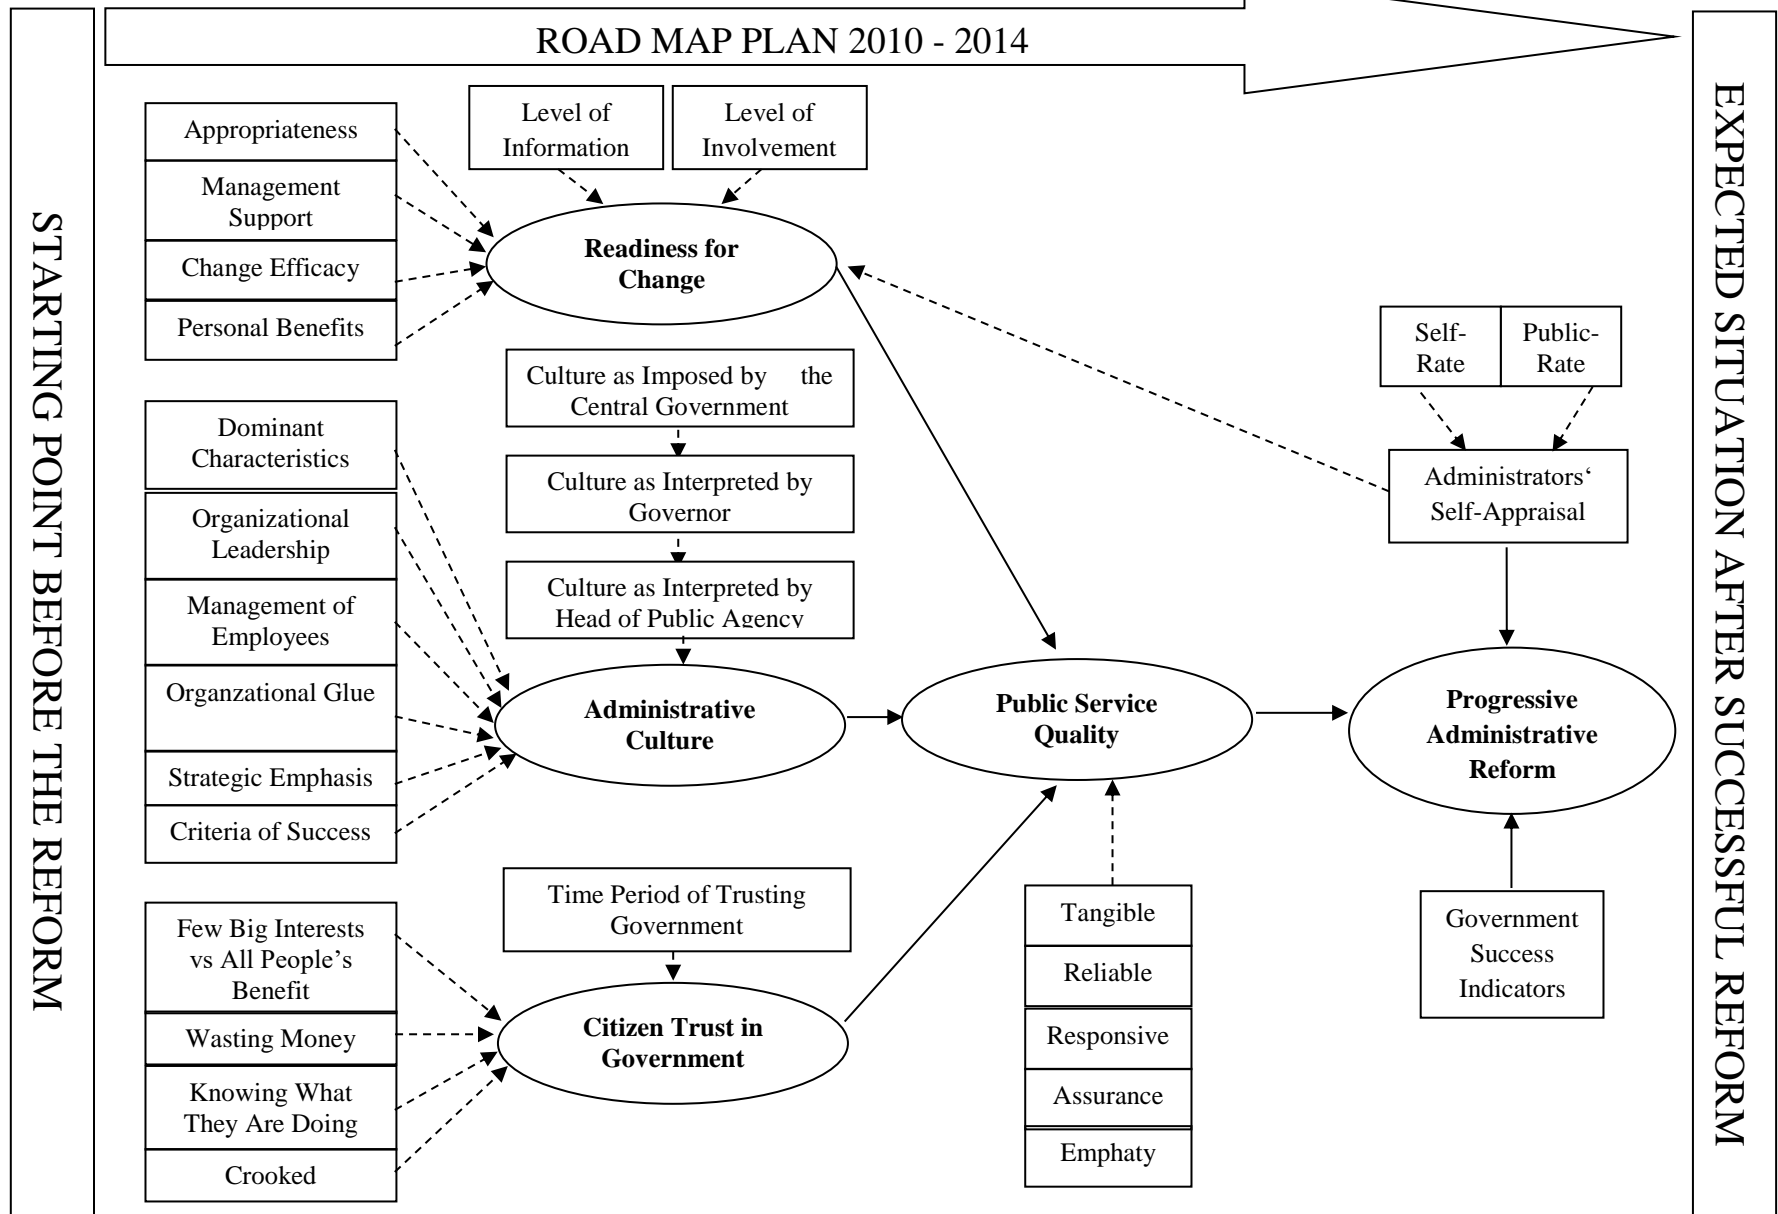 ROAD MAP PLAN 2010 - 2014
STARTING POINT BEFORE THE REFORM
Appropriateness
Management
Support
Change Efficacy
Personal Benefits
Level of
Information
Level of
Involvement
Readiness for
Change
Culture as Imposed by the
Central Government
Culture as Interpreted by
Governor
Culture as Interpreted by
Head of Public Agency
Dominant
Characteristics
Organizational
Leadership
Management of
Employees
Organzational Glue
Strategic Emphasis
Criteria of Success
Administrative
Culture
Few Big Interests
vs All People's
Benefit
Wasting Money
Knowing What
They Are Doing
Crooked
Time Period of Trusting
Government
Citizen Trust in
Government
Public Service
Quality
Tangible
Reliable
Responsive
Assurance
Emphaty
Self-
Rate
Public-
Rate
Administrators‘
Self-Appraisal
Progressive
Administrative
Reform
Government
Success
Indicators
EXPECTED SITUATION AFTER SUCCESSFUL REFORM